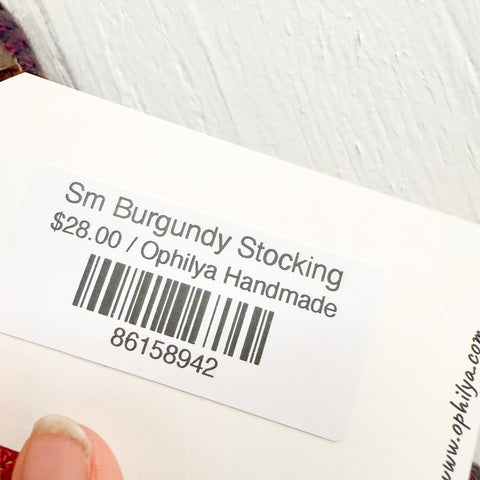 Sm Burgundy Stocking
$28.00 / Ophilya Handmade
86158942
www.ophilya.com